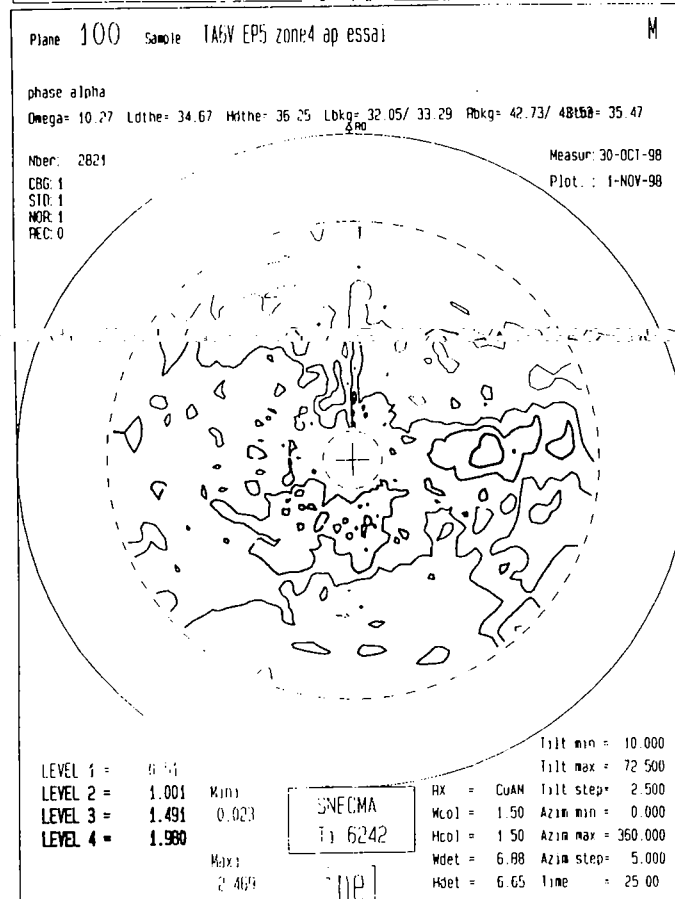 Plane 100 Sample TA6V EP5 zone4 ap essai M
phase alpha
Omega= 10.27 Ldthe= 34.67 Hdthe= 36.25 Lbkg= 32.05/ 33.29 Rbkg= 42.73/ = 35.47
RD
Nber: 2821
Measur: 30-OCT-98
CBG: 1
Plot. : 1-NOV-98
STD: 1
NOR: 1
REC: 0
Tilt min = 10.000
LEVEL 1 =
Tilt max = 72.500
LEVEL 2 = 1.001
Mini
SNECMA
RX = CuAN Tilt step= 2.500
LEVEL 3 = 1.491
0.023
Ti 6242
Wcol = 1.50 Azim min = 0.000
LEVEL 4 = 1.980
Hcol = 1.50 Azim max = 360.000
Maxi
Wdet = 6.88 Azim step= 5.000
2.469
Hdet = 6.65 Time = 25.00